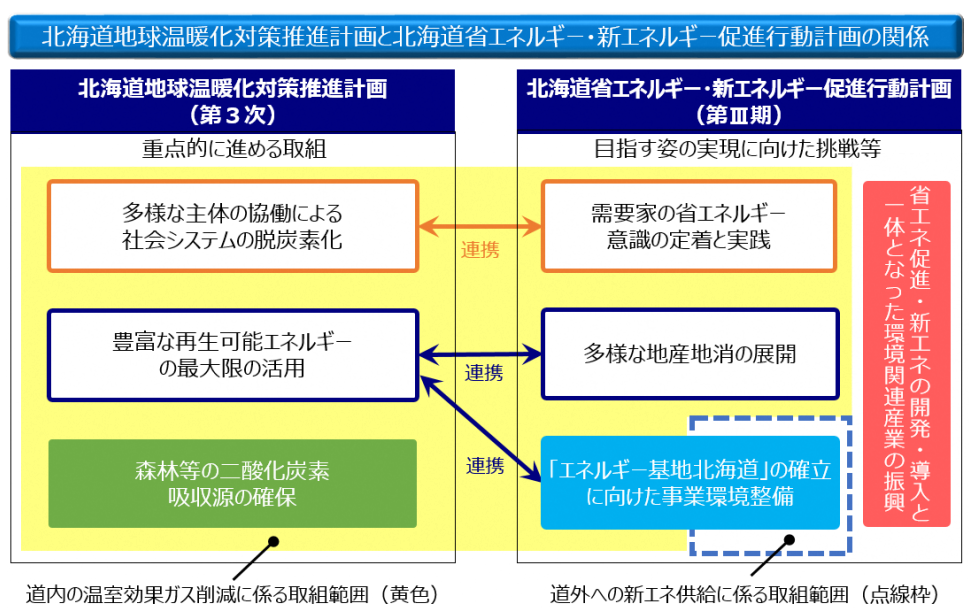 北海道地球温暖化対策推進計画と北海道省エネルギー・新エネルギー促進行動計画の関係
北海道地球温暖化対策推進計画
（第３次）
重点的に進める取組
多様な主体の協働による
社会システムの脱炭素化
豊富な再生可能エネルギー
の最大限の活用
森林等の二酸化炭素
吸収源の確保
連携
連携
連携
北海道省エネルギー・新エネルギー促進行動計画
（第Ⅲ期）
目指す姿の実現に向けた挑戦等
需要家の省エネルギー
意識の定着と実践
多様な地産地消の展開
「エネルギー基地北海道」の確立
に向けた事業環境整備
省エネ促進・新エネの開発・導入と
一体となった環境関連産業の振興
道内の温室効果ガス削減に係る取組範囲（黄色）
道外への新エネ供給に係る取組範囲（点線枠）